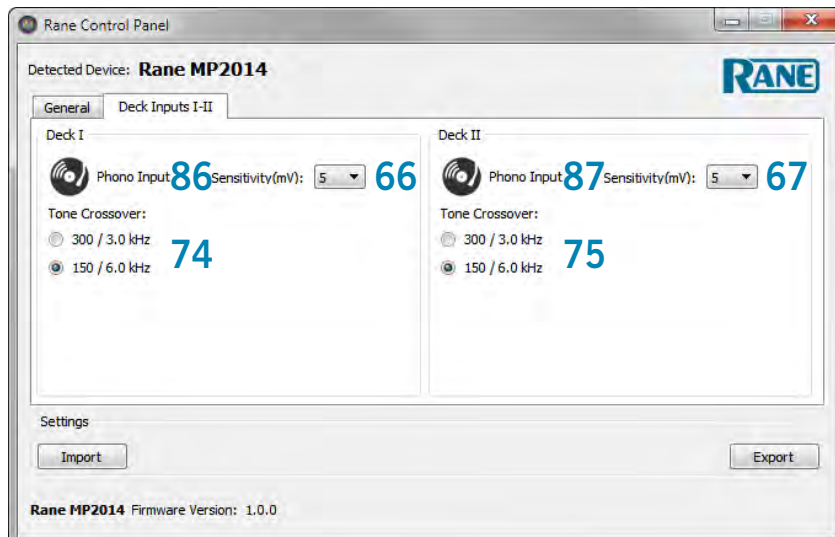 Rane Control Panel
Detected Device: Rane MP2014
RANE
General Deck Inputs I-II
Deck I
Phono Input 86 Sensitivity(mV): 5 66
Tone Crossover:
300 / 3.0 kHz
150 / 6.0 kHz
74
Deck II
Phono Input 87 Sensitivity(mV): 5 67
Tone Crossover:
300 / 3.0 kHz
150 / 6.0 kHz
75
Settings
Import
Export
Rane MP2014 Firmware Version: 1.0.0